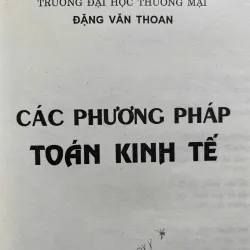 TRƯỜNG ĐẠI HỌC THƯƠNG MẠI
ĐẶNG VĂN THOAN
CÁC PHƯƠNG PHÁP
TOÁN KINH TẾ